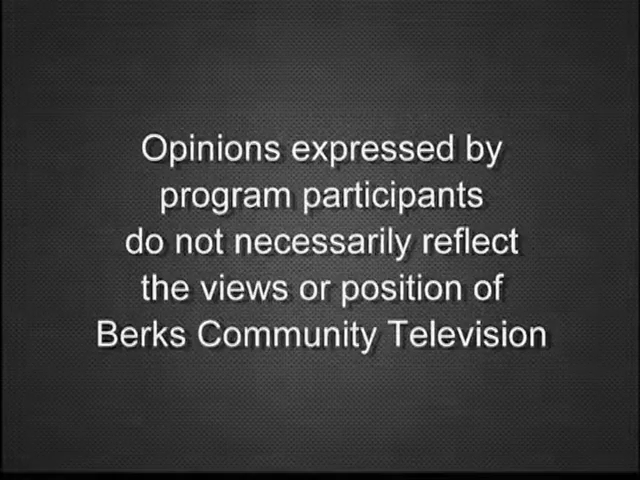 Opinions expressed by
program participants
do not necessarily reflect
the views or position of
Berks Community Television